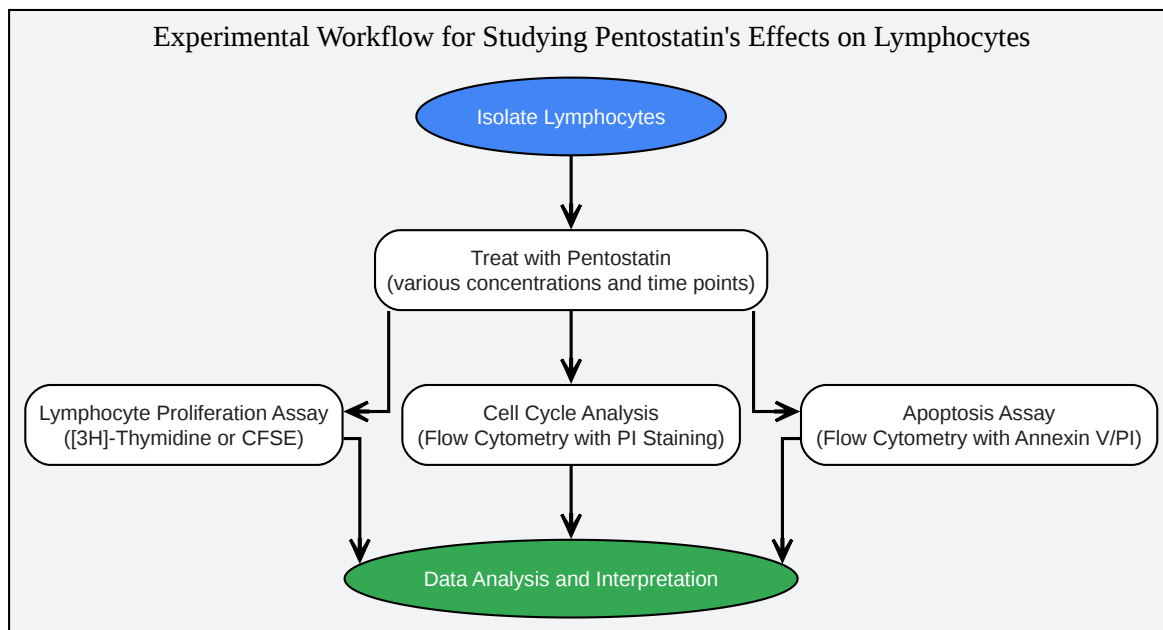 Experimental Workflow for Studying Pentostatin's Effects on Lymphocytes
Isolate Lymphocytes
Treat with Pentostatin
(various concentrations and time points)
Lymphocyte Proliferation Assay
([3H]-Thymidine or CFSE)
Cell Cycle Analysis
(Flow Cytometry with PI Staining)
Apoptosis Assay
(Flow Cytometry with Annexin V/PI)
Data Analysis and Interpretation